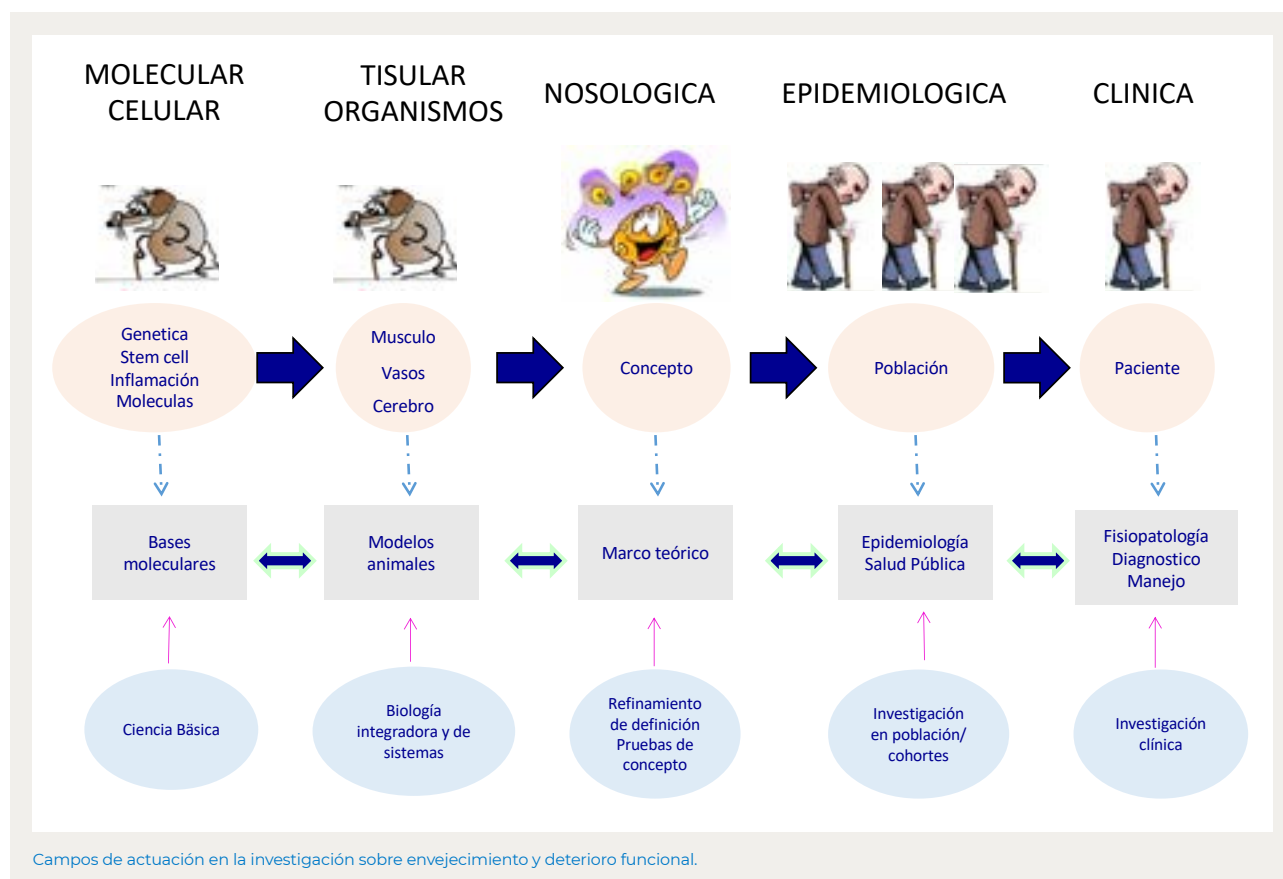 MOLECULAR
CELULAR
TISULAR
ORGANISMOS
NOSOLOGICA
EPIDEMIOLOGICA
CLINICA
Genetica
Stem cell
Inflamación
Moleculas
Musculo
Vasos
Cerebro
Concepto
Población
Paciente
Bases
moleculares
Modelos
animales
Marco teórico
Epidemiología
Salud Pública
Fisiopatología
Diagnostico
Manejo
Ciencia Bäsica
Biología
integradora y de
sistemas
Refinamiento
de definición
Pruebas de
concepto
Investigación
en población/
cohortes
Investigación
clínica
Campos de actuación en la investigación sobre envejecimiento y deterioro funcional.